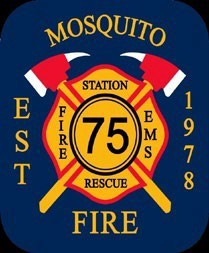 MOSQUITO
EST
1978
STATION
FIRE
75
EMS
RESCUE
FIRE